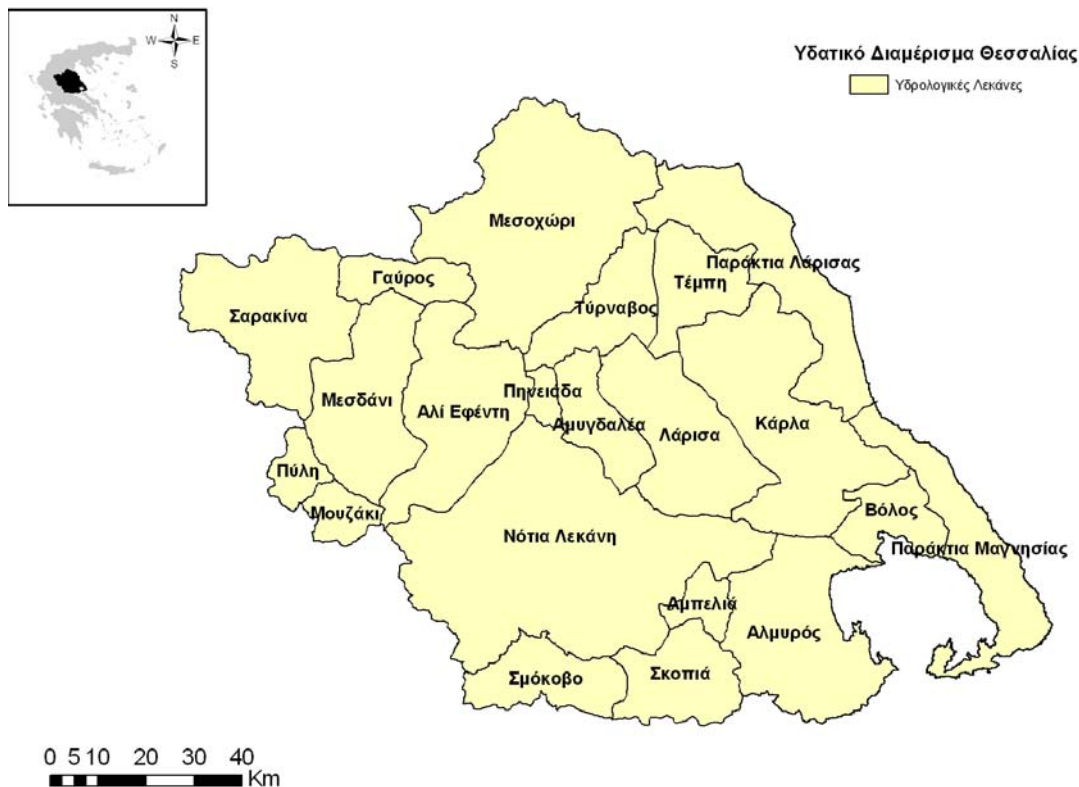 N
W E
S
Υδατικό Διαμέρισμα Θεσσαλίας
Υδρολογικές Λεκάνες
Μεσοχώρι
Παράκτια Λάρισας
Γαύρος
Τέμπη
Σαρακίνα
Τύρναβος
Πηνειάδα
Μεσδάνι
Αλί Εφέντη
Αμυγδαλέα
Λάρισα
Κάρλα
Πύλη
Μουζάκι
Βόλος
Νότια Λεκάνη
Παράκτια Μαγνησίας
Αμπελιά
Αλμυρός
Σμόκοβο
Σκοπιά
0 5 10 20 30 40
Km